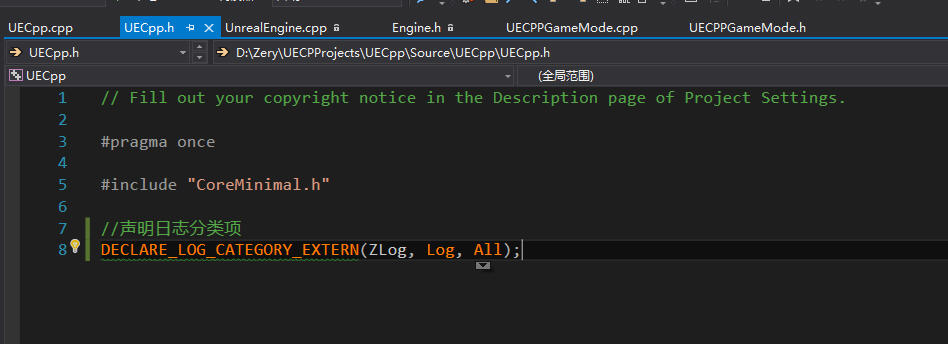 UECpp.cpp UECpp.h UnrealEngine.cpp Engine.h UECPPGameMode.cpp UECPPGameMode.h
UECpp.h D:\Zery\UECPProjects\UECpp\Source\UECpp\UECpp.h
UECpp (全局范围)
1 // Fill out your copyright notice in the Description page of Project Settings.
2
3 #pragma once
4
5 #include "CoreMinimal.h"
6
7 //声明日志分类项
8 DECLARE_LOG_CATEGORY_EXTERN(ZLog, Log, All);